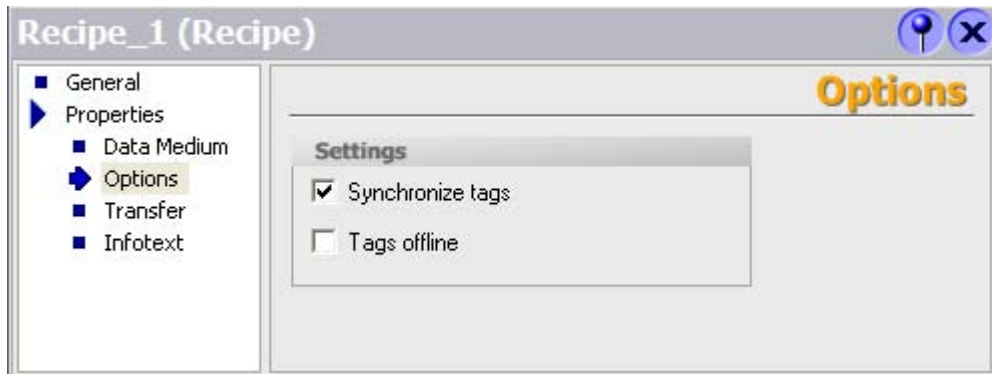 Recipe_1 (Recipe)
General
Properties
Data Medium
Options
Transfer
Infotext
Options
Settings
Synchronize tags
Tags offline